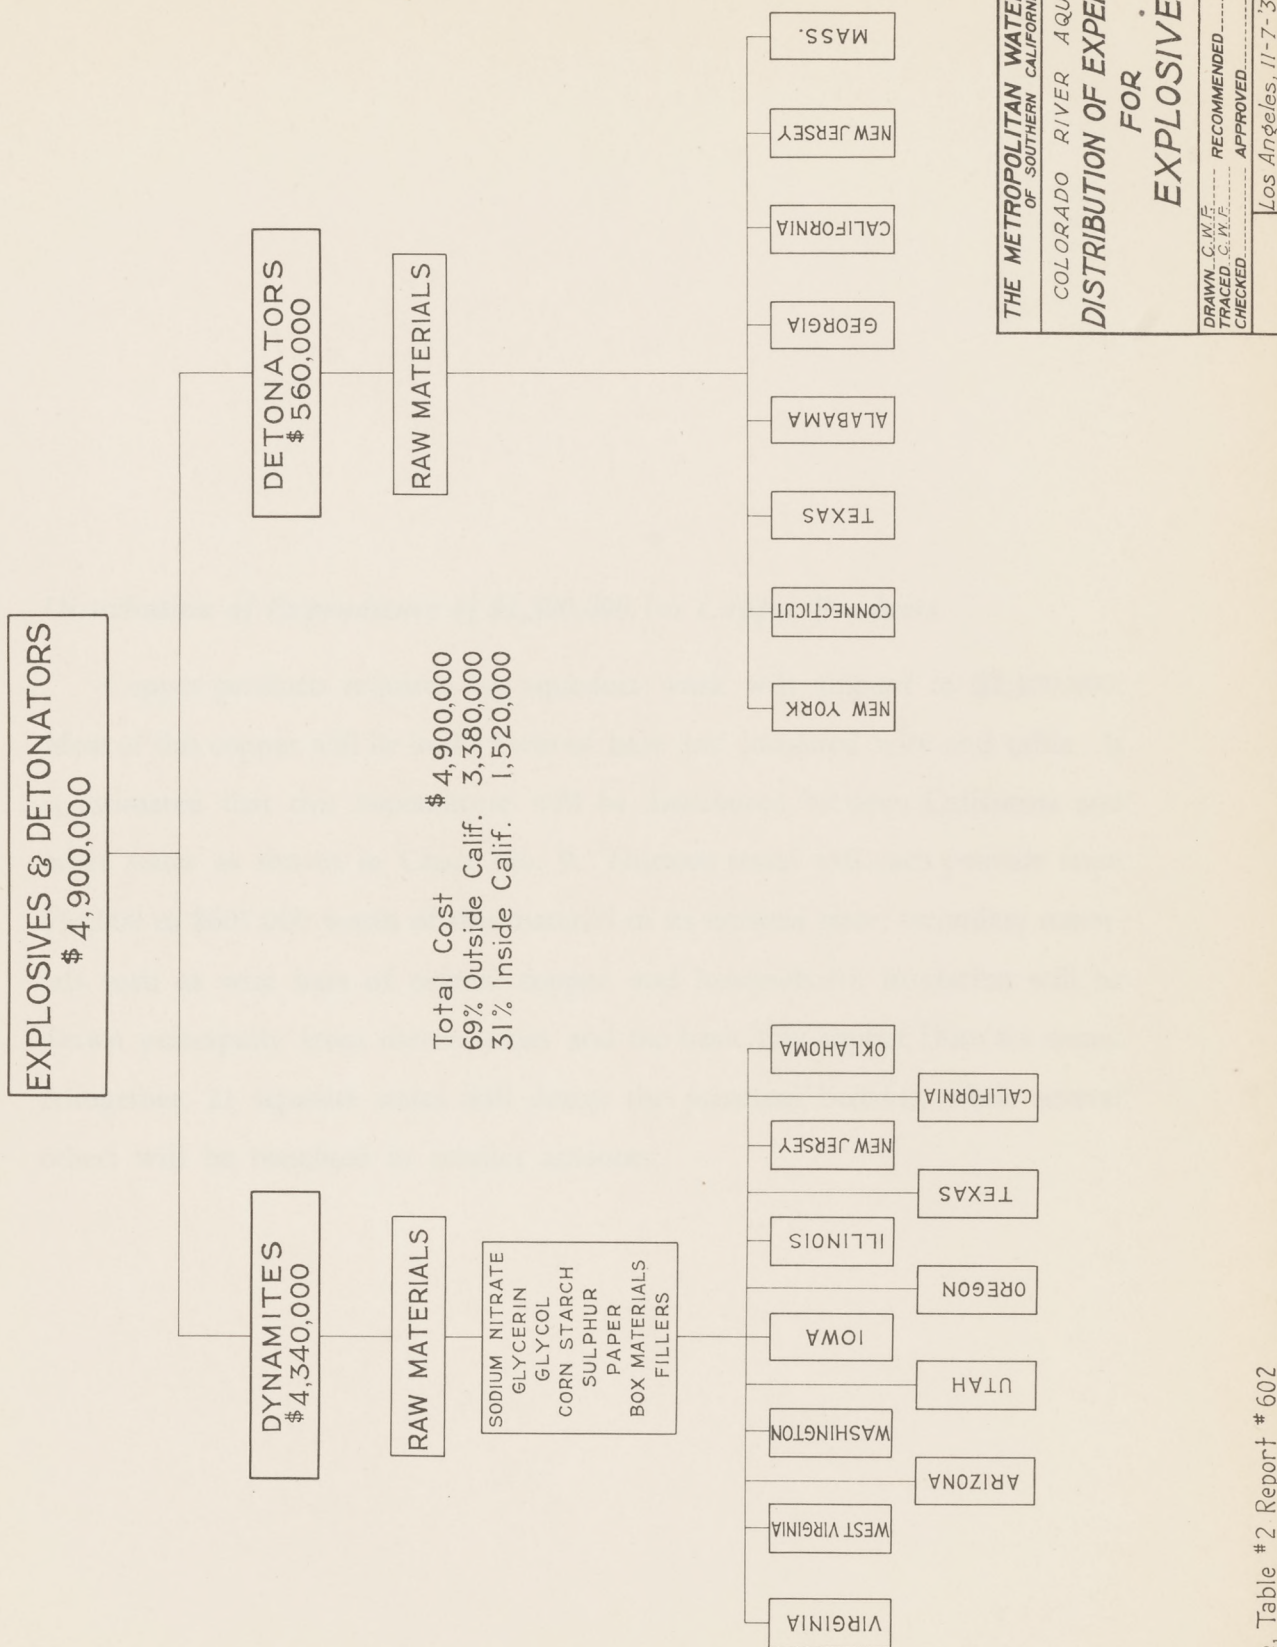 EXPLOSIVES & DETONATORS
$ 4,900,000
DYNAMITES
$4,340,000
DETONATORS
$ 560,000
RAW MATERIALS
RAW MATERIALS
SODIUM NITRATE
GLYCERIN
GLYCOL
CORN STARCH
SULPHUR
PAPER
BOX MATERIALS
FILLERS
Total Cost $ 4,900,000
69% Outside Calif. 3,380,000
31% Inside Calif. 1,520,000
VIRGINIA
WEST VIRGINIA
WASHINGTON
IOWA
ILLINOIS
NEW JERSEY
OKLAHOMA
ARIZONA
UTAH
OREGON
TEXAS
CALIFORNIA
NEW YORK
CONNECTICUT
TEXAS
ALABAMA
GEORGIA
CALIFORNIA
NEW JERSEY
MASS.
THE METROPOLITAN WATE
OF SOUTHERN CALIFORN
COLORADO RIVER AQU
DISTRIBUTION OF EXPE
FOR
EXPLOSIVE
DRAWN C.W.F. RECOMMENDED
TRACED C.W.F.
CHECKED APPROVED
Los Angeles, 11-7-'3
Table #2 Report #602